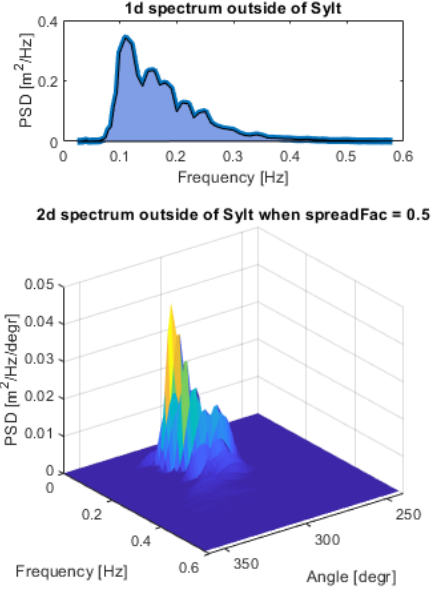 1d spectrum outside of Sylt
PSD [m²/Hz]
0.4
0.2
0
0 0.1 0.2 0.3 0.4 0.5 0.6
Frequency [Hz]
2d spectrum outside of Sylt when spreadFac = 0.5
PSD [m²/Hz/degr]
0.05
0.04
0.03
0.02
0.01
0
0
0.2
0.4
0.6
Frequency [Hz]
350
300
250
Angle [degr]